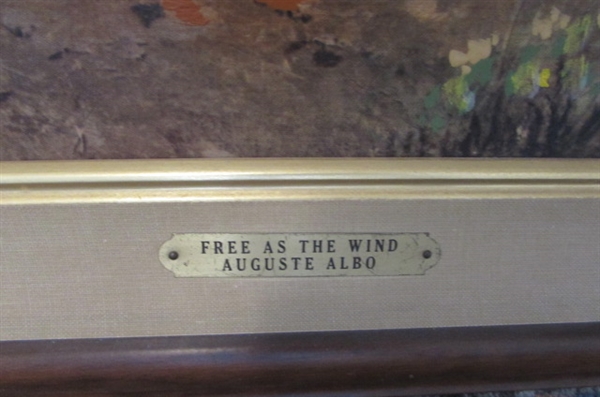 FREE AS THE WIND
AUGUSTE ALBO